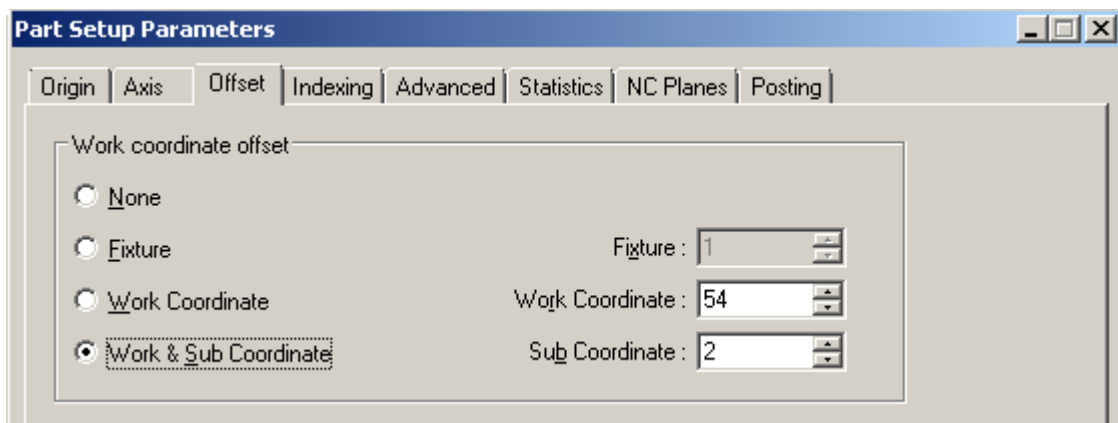 Part Setup Parameters
Origin Axis Offset Indexing Advanced Statistics NC Planes Posting
Work coordinate offset
None
Fixture Fixture : 1
Work Coordinate Work Coordinate : 54
Work & Sub Coordinate Sub Coordinate : 2